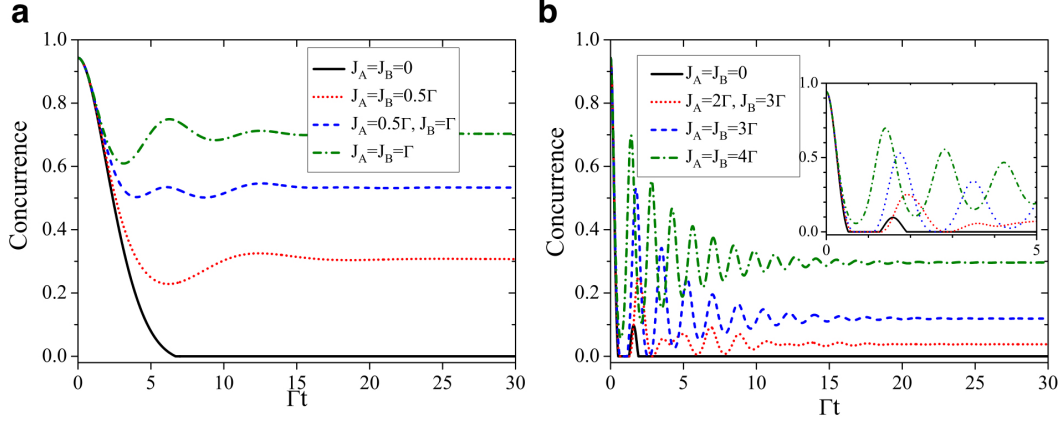 a
Concurrence
1.0
0.8
0.6
0.4
0.2
0.0
J_A=J_B=0
J_A=J_B=0.5Γ
J_A=0.5Γ, J_B=Γ
J_A=J_B=Γ
0 5 10 15 20 25 30
Γt
b
Concurrence
1.0
0.8
0.6
0.4
0.2
0.0
J_A=J_B=0
J_A=2Γ, J_B=3Γ
J_A=J_B=3Γ
J_A=J_B=4Γ
1.0
0.5
0.0
0 5
0 5 10 15 20 25 30
Γt